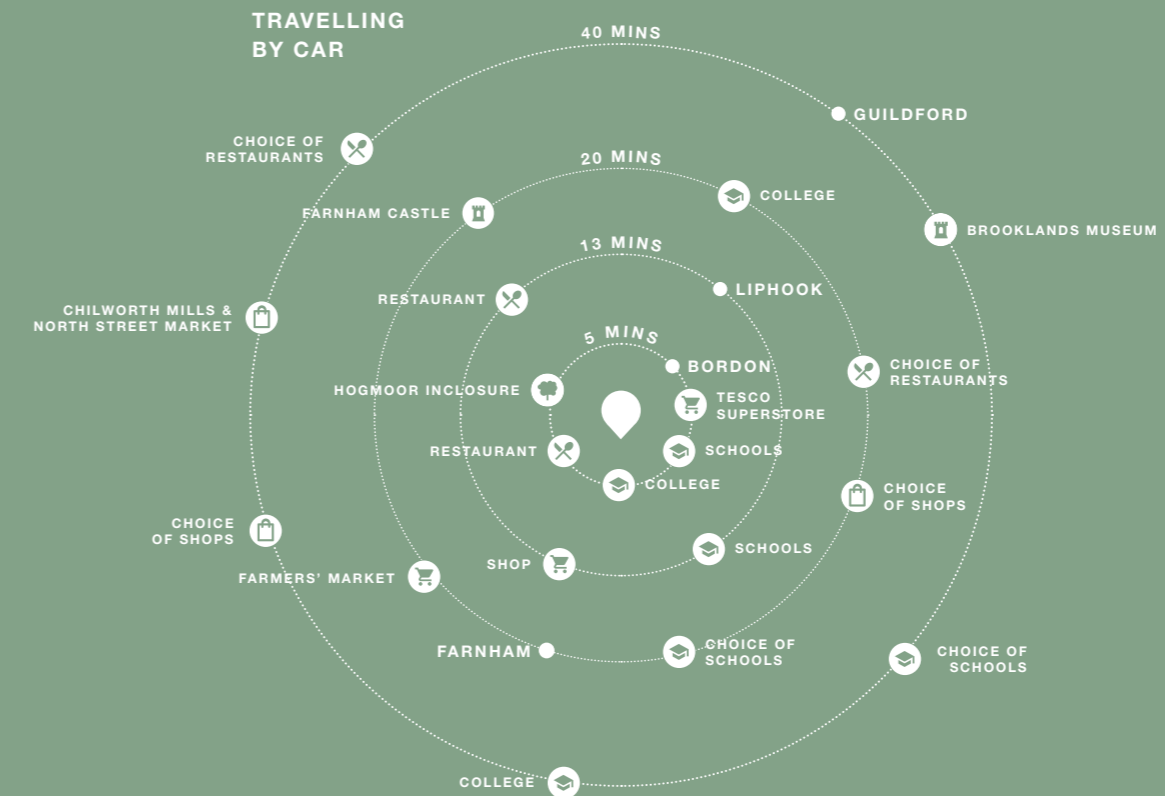 TRAVELLING
BY CAR
40 MINS
GUILDFORD
CHOICE OF
RESTAURANTS
20 MINS
COLLEGE
FARNHAM CASTLE
BROOKLANDS MUSEUM
13 MINS
LIPHOOK
RESTAURANT
CHILWORTH MILLS &
NORTH STREET MARKET
5 MINS
BORDON
CHOICE OF
RESTAURANTS
HOGMOOR INCLOSURE
TESCO
SUPERSTORE
RESTAURANT
SCHOOLS
COLLEGE
CHOICE
OF SHOPS
CHOICE
OF SHOPS
SCHOOLS
SHOP
FARMERS’ MARKET
FARNHAM
CHOICE OF
SCHOOLS
CHOICE OF
SCHOOLS
COLLEGE